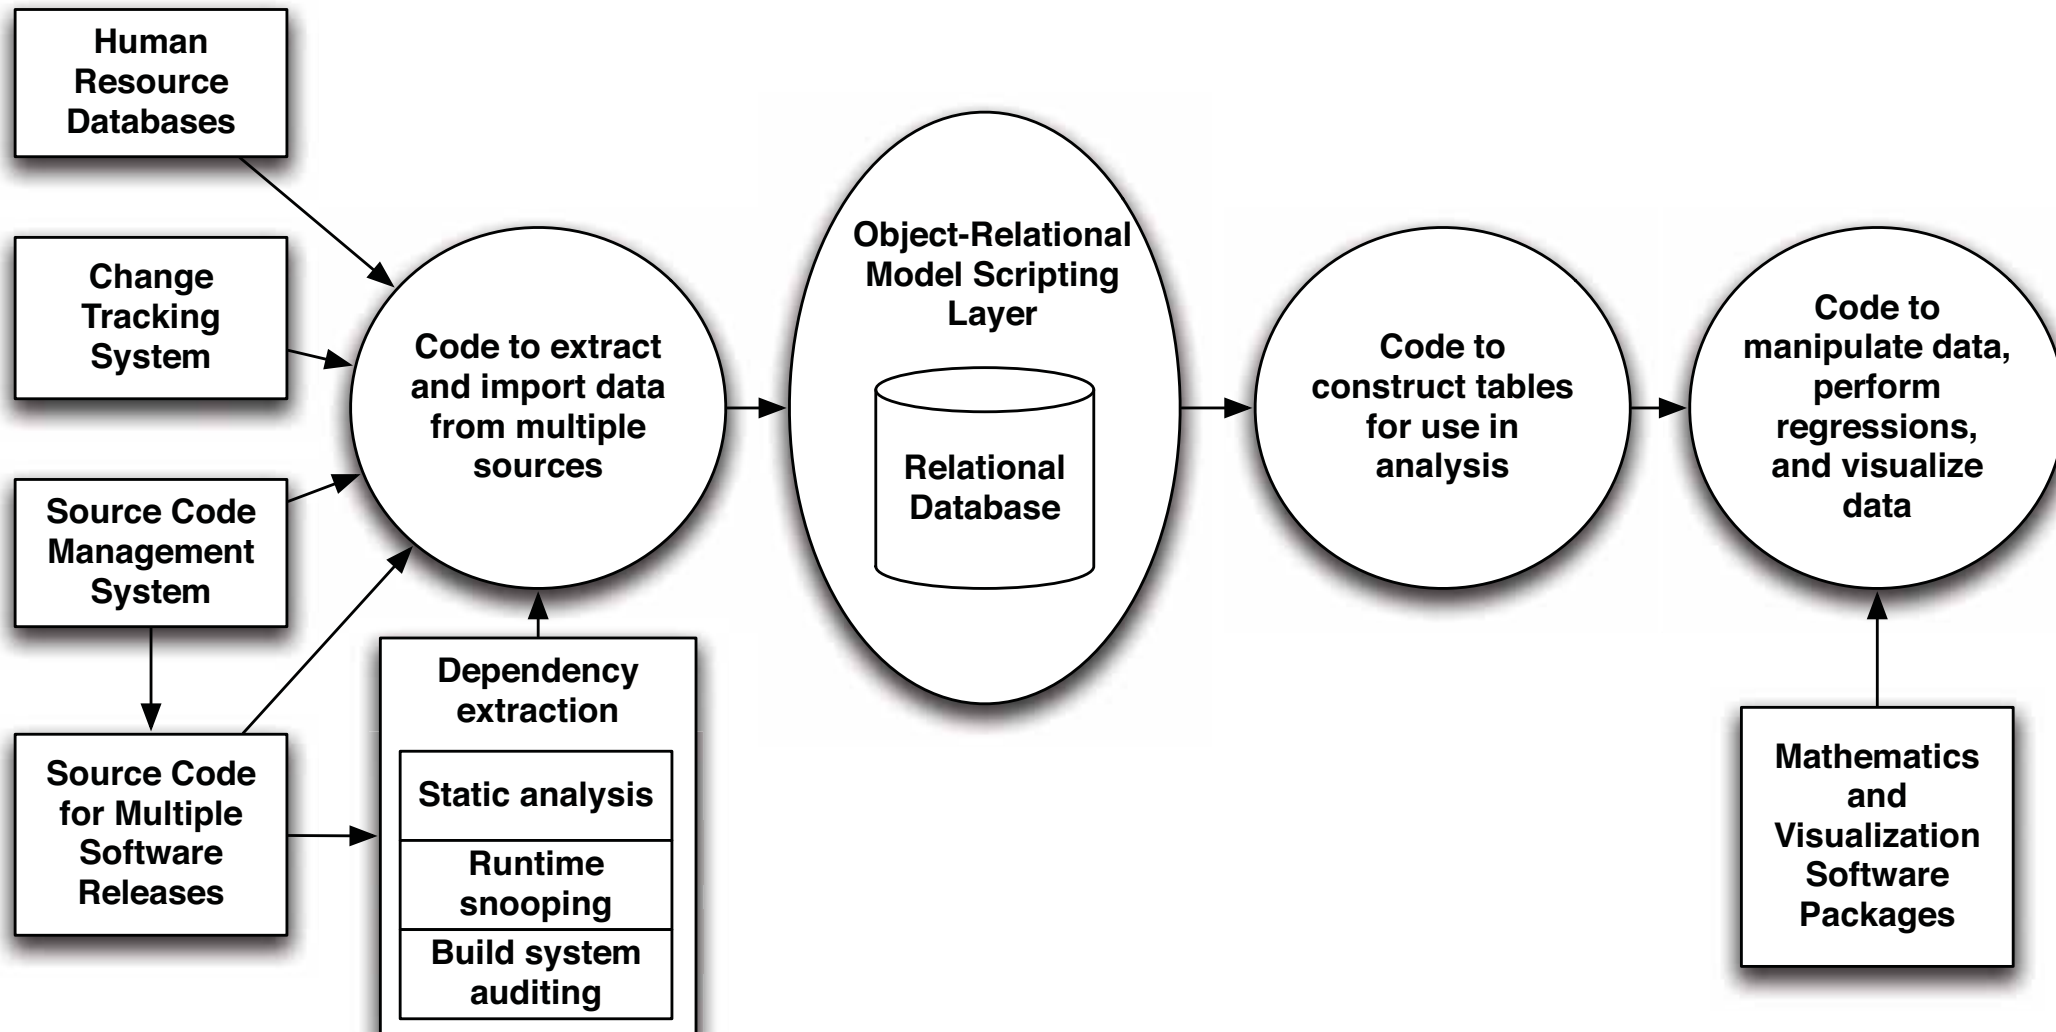 Human
Resource
Databases
Change
Tracking
System
Source Code
Management
System
Source Code
for Multiple
Software
Releases
Code to extract
and import data
from multiple
sources
Dependency
extraction
Static analysis
Runtime
snooping
Build system
auditing
Object-Relational
Model Scripting
Layer
Relational
Database
Code to
construct tables
for use in
analysis
Code to
manipulate data,
perform
regressions,
and visualize
data
Mathematics
and
Visualization
Software
Packages